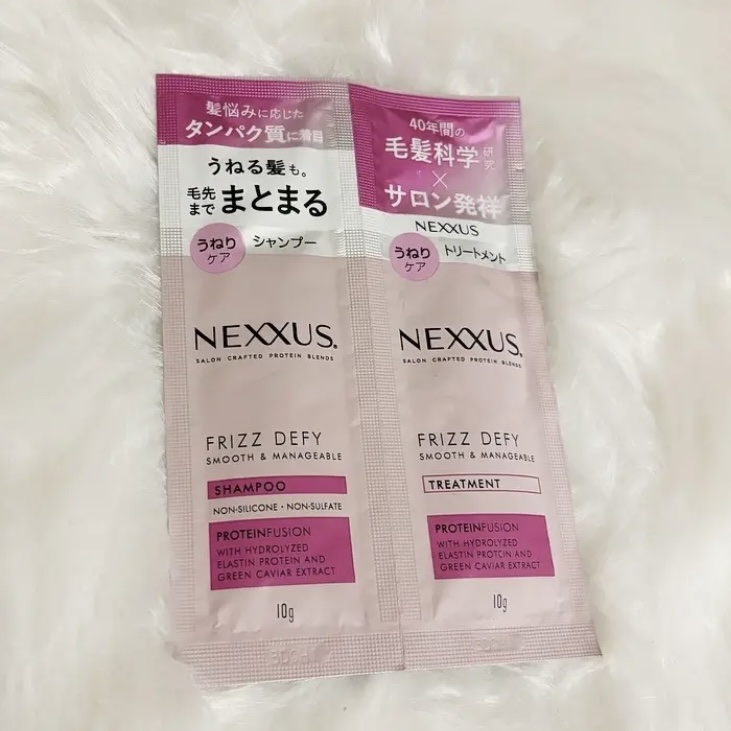 髪悩みに応じた
タンパク質に着目
うねる髪も。
毛先まで まとまる
うねりケア
シャンプー
NEXXUS.
SALON CRAFTED PROTEIN BLENDS
FRIZZ DEFY
SMOOTH & MANAGEABLE
SHAMPOO
NON-SILICONE・NON-SULFATE
PROTEINFUSION
WITH HYDROLYZED
ELASTIN PROTEIN AND
GREEN CAVIAR EXTRACT
10g
40年間の
毛髪科学研究
×
サロン発祥
NEXXUS
うねりケア
トリートメント
NEXXUS.
SALON CRAFTED PROTEIN BLENDS
FRIZZ DEFY
SMOOTH & MANAGEABLE
TREATMENT
PROTEINFUSION
WITH HYDROLYZED
ELASTIN PROTEIN AND
GREEN CAVIAR EXTRACT
10g